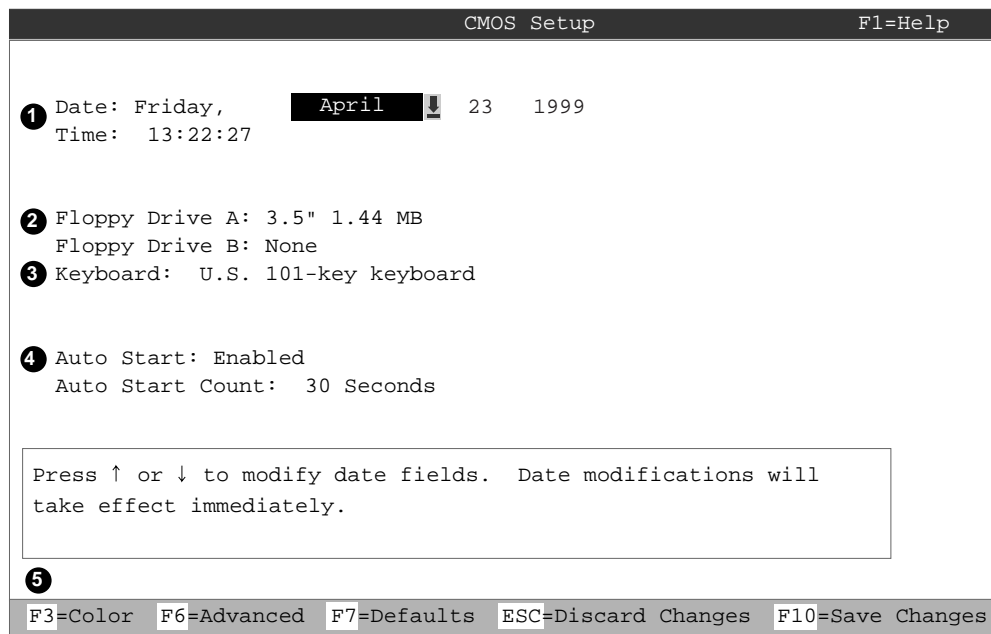 CMOS Setup F1=Help
1 Date: Friday, April 23 1999
Time: 13:22:27
2 Floppy Drive A: 3.5" 1.44 MB
Floppy Drive B: None
3 Keyboard: U.S. 101-key keyboard
4 Auto Start: Enabled
Auto Start Count: 30 Seconds
Press ↑ or ↓ to modify date fields. Date modifications will
take effect immediately.
5
F3=Color F6=Advanced F7=Defaults ESC=Discard Changes F10=Save Changes